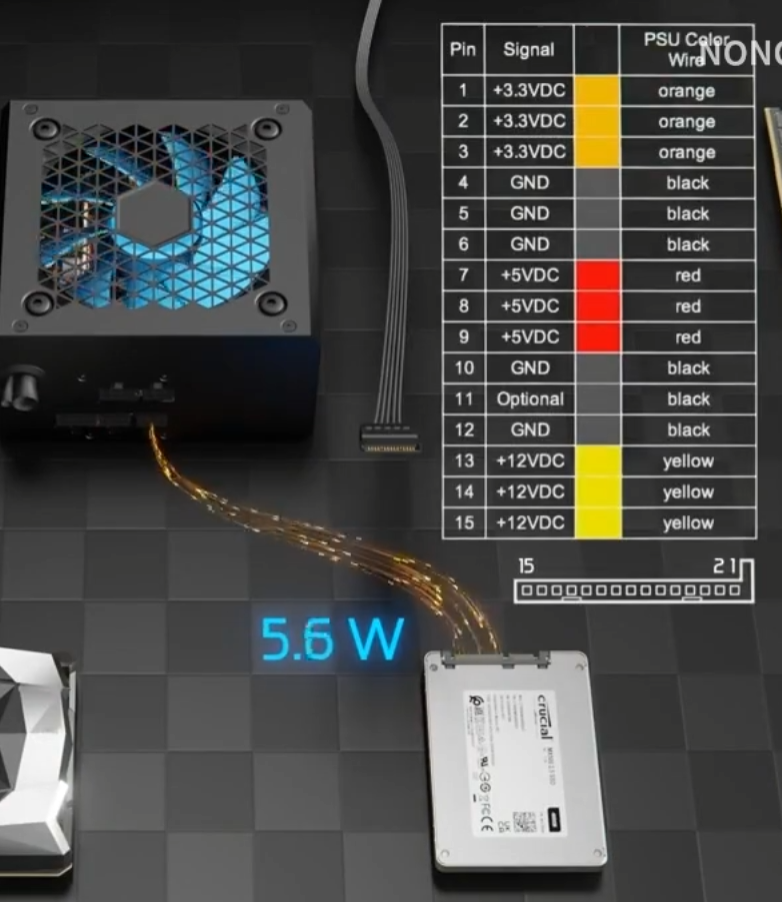 NONG
Pin Signal PSU Color Wire
1 +3.3VDC orange
2 +3.3VDC orange
3 +3.3VDC orange
4 GND black
5 GND black
6 GND black
7 +5VDC red
8 +5VDC red
9 +5VDC red
10 GND black
11 Optional black
12 GND black
13 +12VDC yellow
14 +12VDC yellow
15 +12VDC yellow
15 2 1
5.6 W
crucial